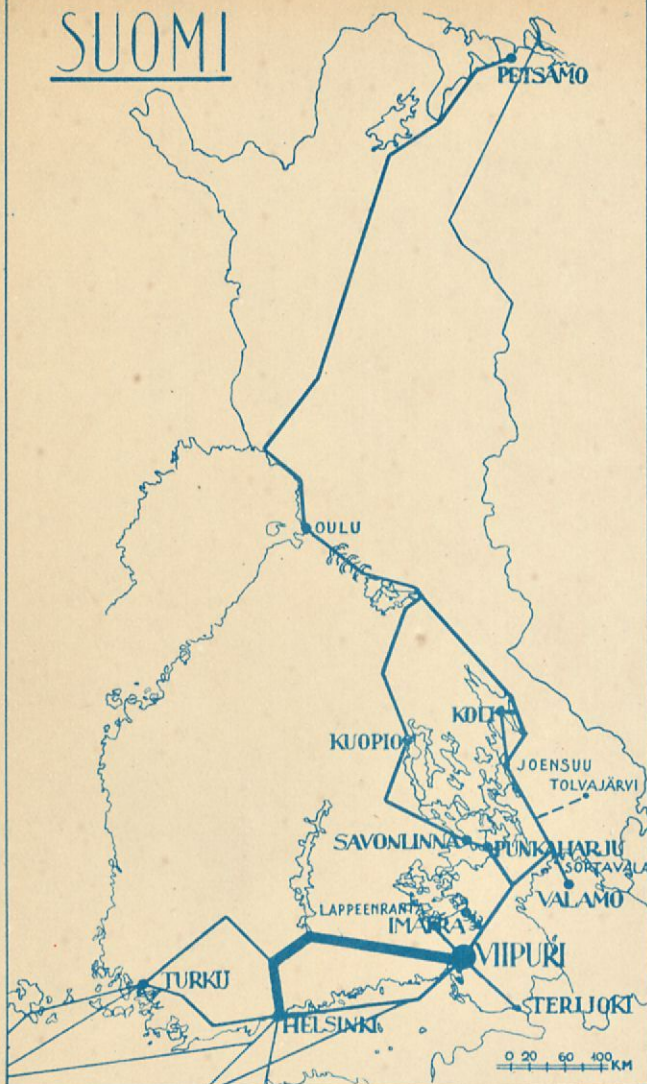 SUOMI
PETSAMO
OULU
KOLI
KUOPIO
JOENSUU
TOLVAJÄRVI
SAVONLINNA
PUNKAHARJU
SORTAVALA
VALAMO
LAPPEENRANTA
IMATRA
VIIPURI
TURKU
TERIJOKI
HELSINKI
0 20 60 100 KM